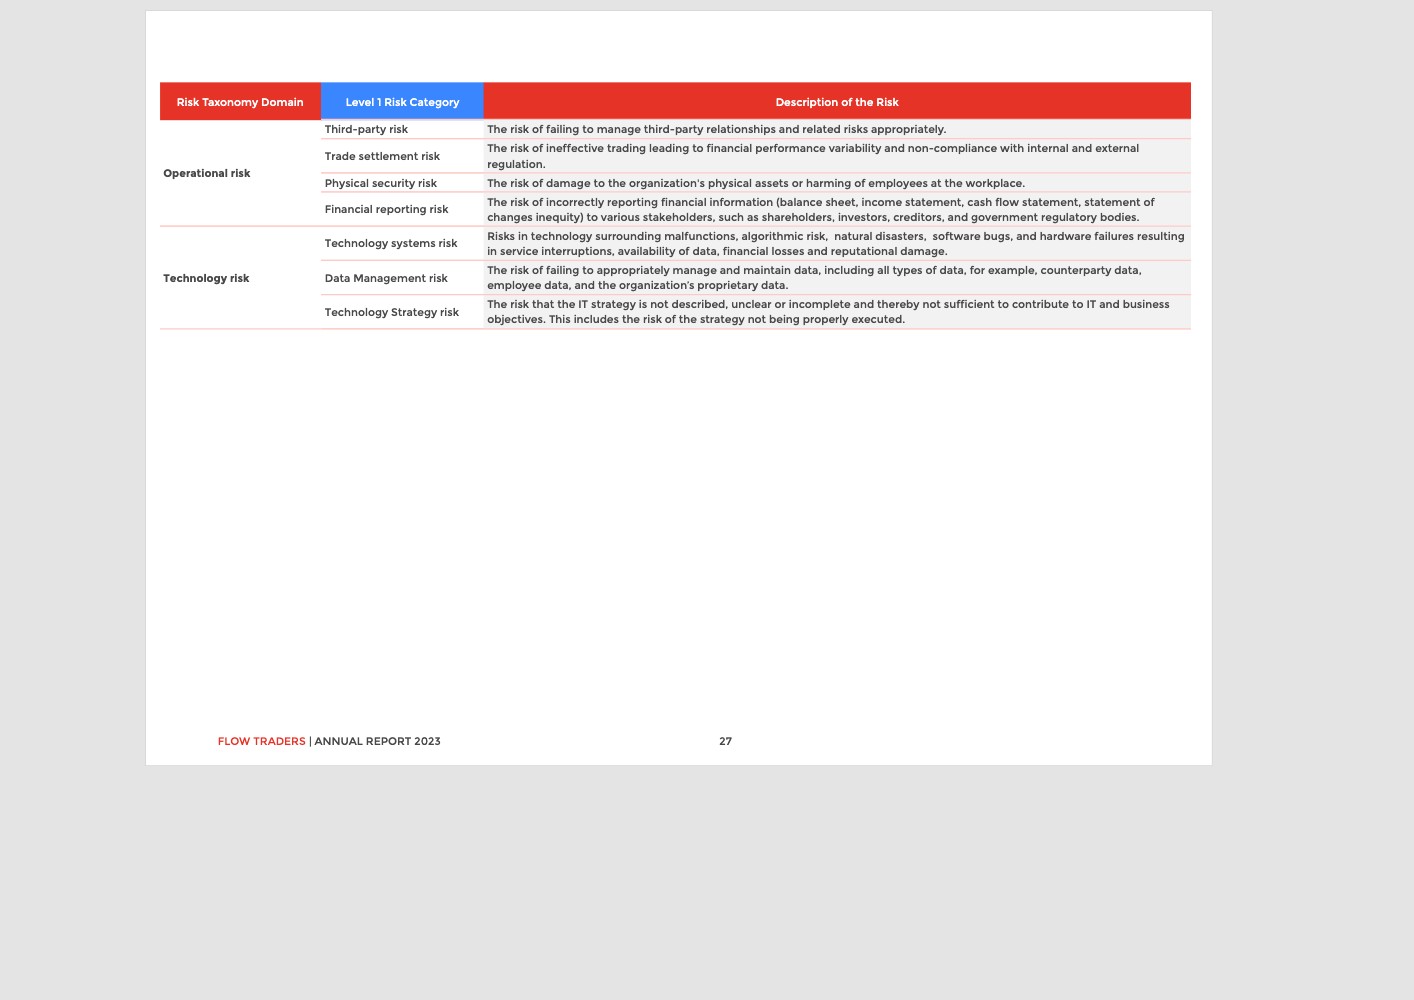 Risk Taxonomy Domain Level 1 Risk Category Description of the Risk
Operational risk
Third-party risk The risk of failing to manage third-party relationships and related risks appropriately.
Trade settlement risk The risk of ineffective trading leading to financial performance variability and non-compliance with internal and external
regulation.
Physical security risk The risk of damage to the organization's physical assets or harming of employees at the workplace.
Financial reporting risk The risk of incorrectly reporting financial information (balance sheet, income statement, cash flow statement, statement of
changes inequity) to various stakeholders, such as shareholders, investors, creditors, and government regulatory bodies.
Technology risk
Technology systems risk Risks in technology surrounding malfunctions, algorithmic risk, natural disasters, software bugs, and hardware failures resulting
in service interruptions, availability of data, financial losses and reputational damage.
Data Management risk The risk of failing to appropriately manage and maintain data, including all types of data, for example, counterparty data,
employee data, and the organization’s proprietary data.
Technology Strategy risk The risk that the IT strategy is not described, unclear or incomplete and thereby not sufficient to contribute to IT and business
objectives. This includes the risk of the strategy not being properly executed.
FLOW TRADERS | ANNUAL REPORT 2023 27